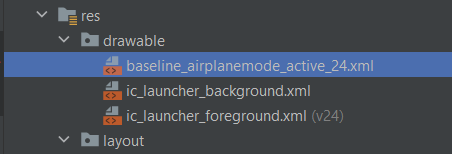 res
drawable
baseline_airplanemode_active_24.xml
ic_launcher_background.xml
ic_launcher_foreground.xml (v24)
layout